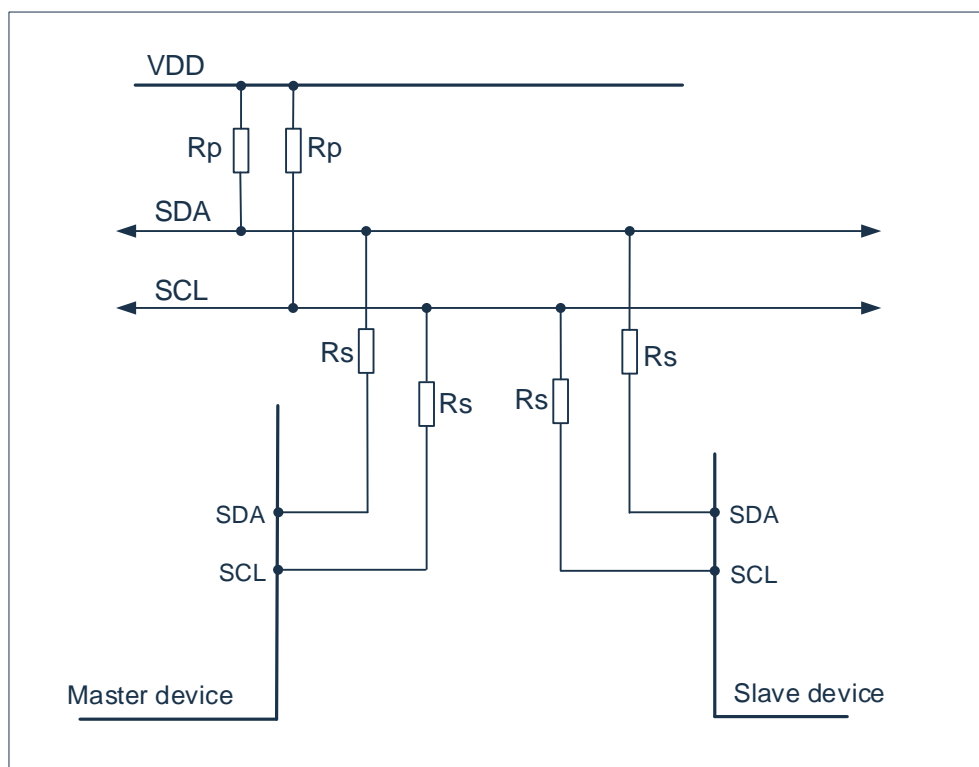 VDD
Rp
Rp
SDA
SCL
Rs
Rs
Rs
Rs
SDA
SDA
SCL
SCL
Master device
Slave device